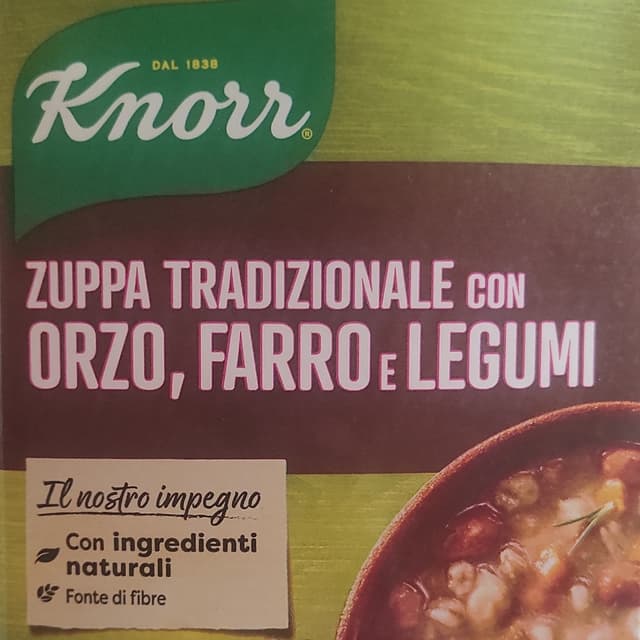 DAL 1838
Knorr®
ZUPPA TRADIZIONALE CON
ORZO, FARRO E LEGUMI
Il nostro impegno
Con ingredienti
naturali
Fonte di fibre